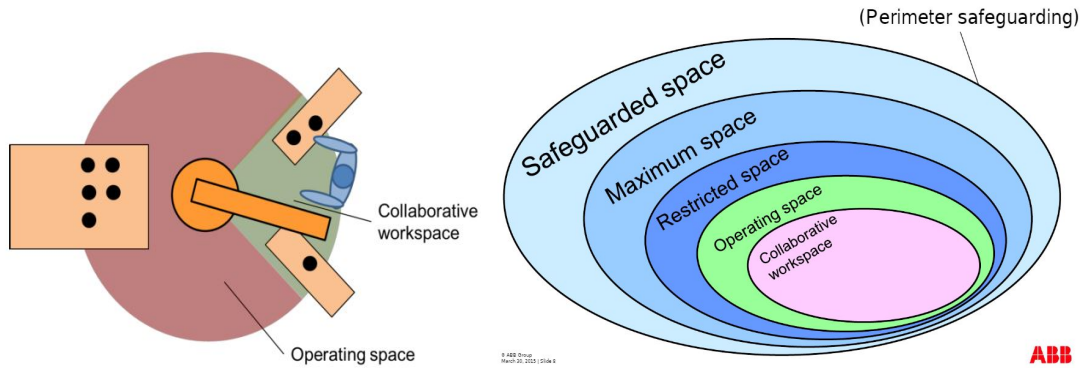 Collaborative
workspace
Operating space
(Perimeter safeguarding)
Safeguarded space
Maximum space
Restricted space
Operating space
Collaborative
workspace
© ABB Group
March 30, 2015 | Slide 8
ABB